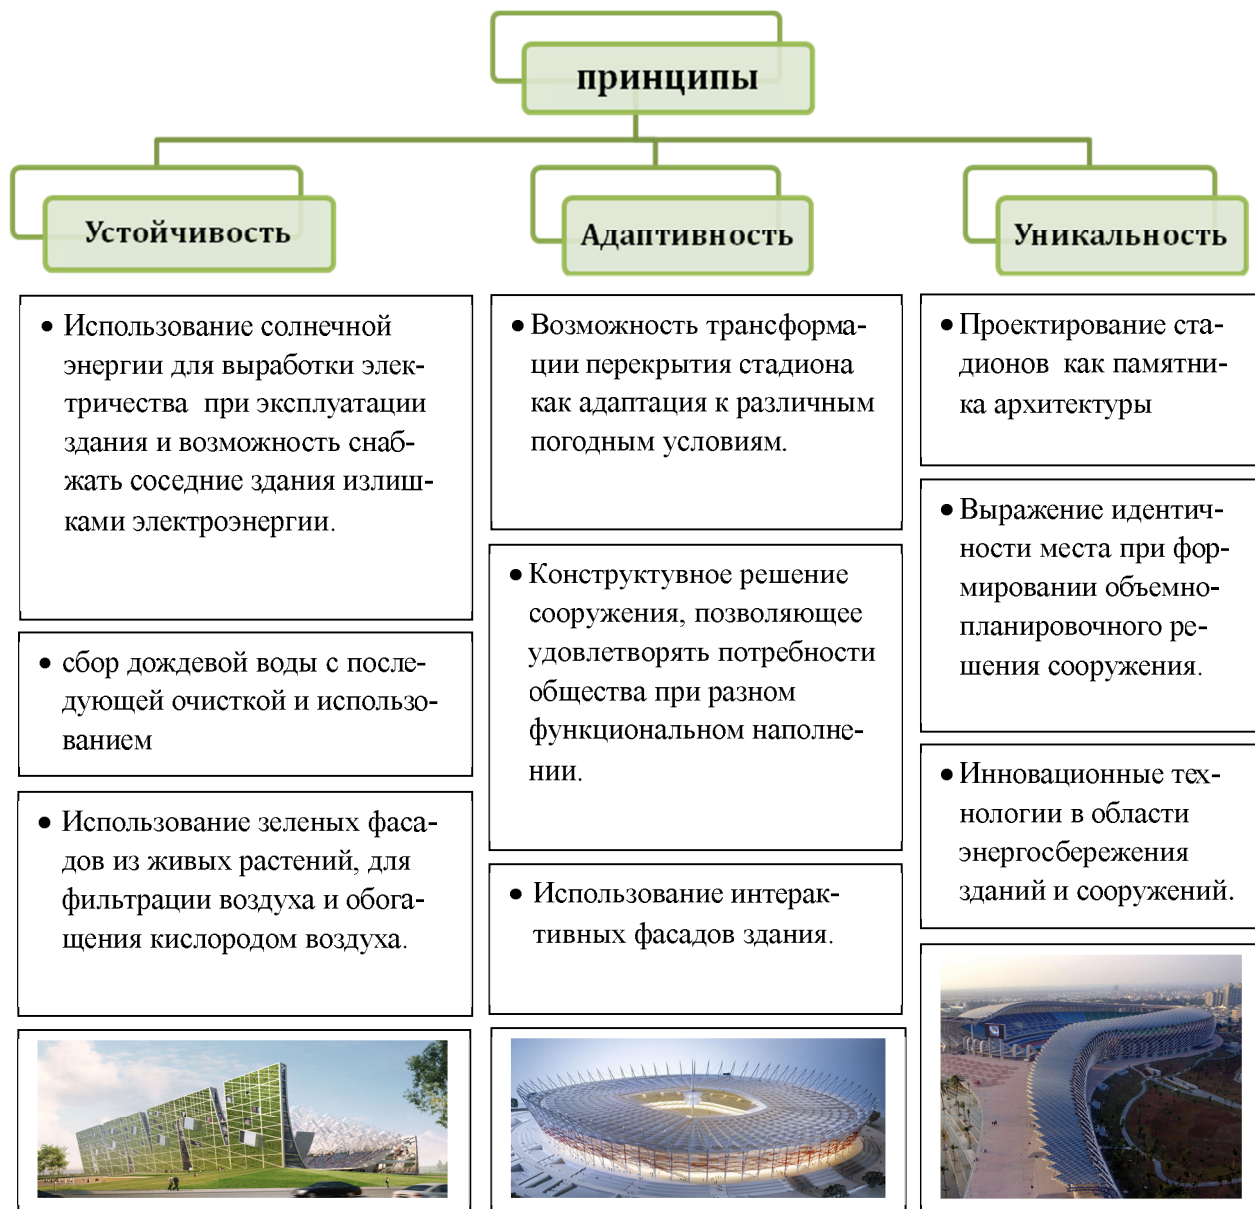 принципы
Устойчивость
Адаптивность
Уникальность
• Использование солнечной
энергии для выработки элек-
тричества при эксплуатации
здания и возможность снаб-
жать соседние здания излиш-
ками электроэнергии.
• сбор дождевой воды с после-
дующей очисткой и использо-
ванием
• Использование зеленых фаса-
дов из живых растений, для
фильтрации воздуха и обога-
щения кислородом воздуха.
• Возможность трансформа-
ции перекрытия стадиона
как адаптация к различным
погодным условиям.
• Конструктувное решение
сооружения, позволяющее
удовлетворять потребности
общества при разном
функциональном наполне-
нии.
• Использование интерак-
тивных фасадов здания.
• Проектирование ста-
дионов как памятни-
ка архитектуры
• Выражение идентич-
ности места при фор-
мировании объемно-
планировочного ре-
шения сооружения.
• Инновационные тех-
нологии в области
энергосбережения
зданий и сооружений.